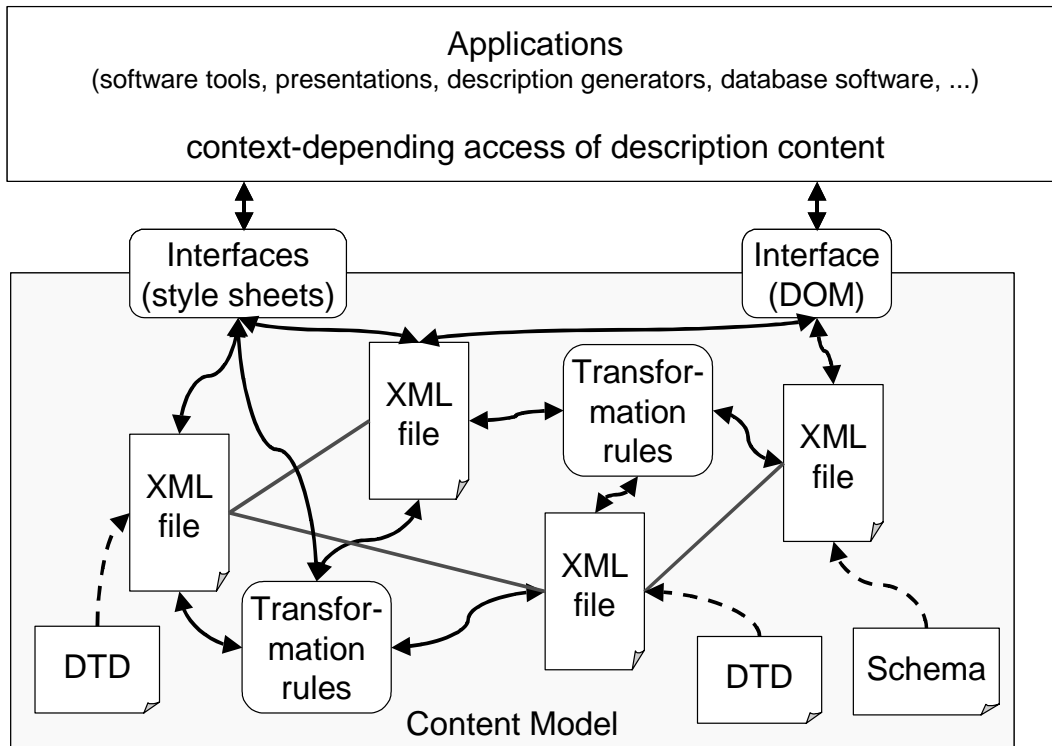 Applications
(software tools, presentations, description generators, database software, ...)
context-depending access of description content
Interfaces
(style sheets)
Interface
(DOM)
XML
file
Transfor-
mation
rules
XML
file
XML
file
XML
file
Transfor-
mation
rules
DTD
DTD
Schema
Content Model